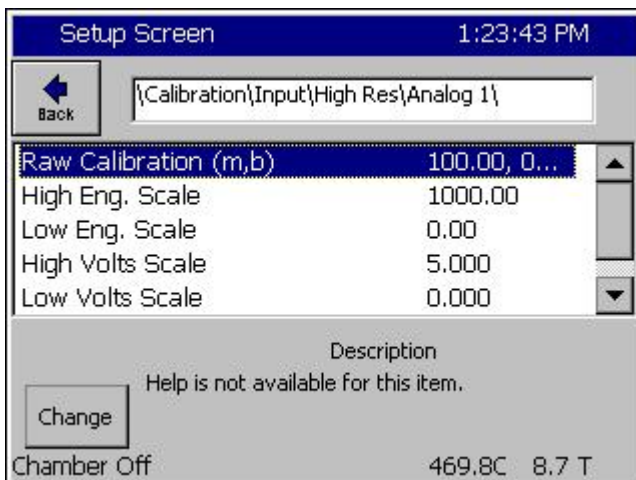 Setup Screen 1:23:43 PM
Back \Calibration\Input\High Res\Analog 1\
Raw Calibration (m,b) 100.00, 0...
High Eng. Scale 1000.00
Low Eng. Scale 0.00
High Volts Scale 5.000
Low Volts Scale 0.000
Description
Help is not available for this item.
Change
Chamber Off 469.8C 8.7 T